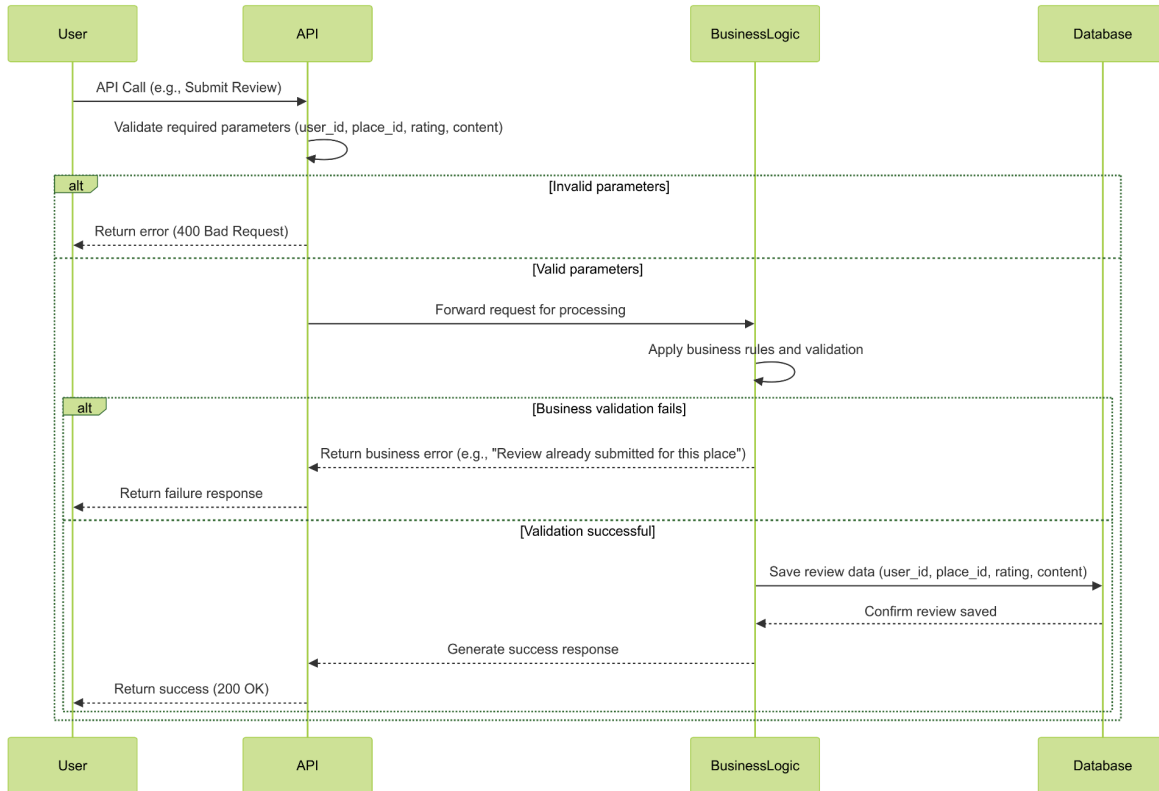 User API BusinessLogic Database
API Call (e.g., Submit Review)
Validate required parameters (user_id, place_id, rating, content)
alt [Invalid parameters]
Return error (400 Bad Request)
[Valid parameters]
Forward request for processing
Apply business rules and validation
alt [Business validation fails]
Return business error (e.g., "Review already submitted for this place")
Return failure response
[Validation successful]
Save review data (user_id, place_id, rating, content)
Confirm review saved
Generate success response
Return success (200 OK)
User API BusinessLogic Database